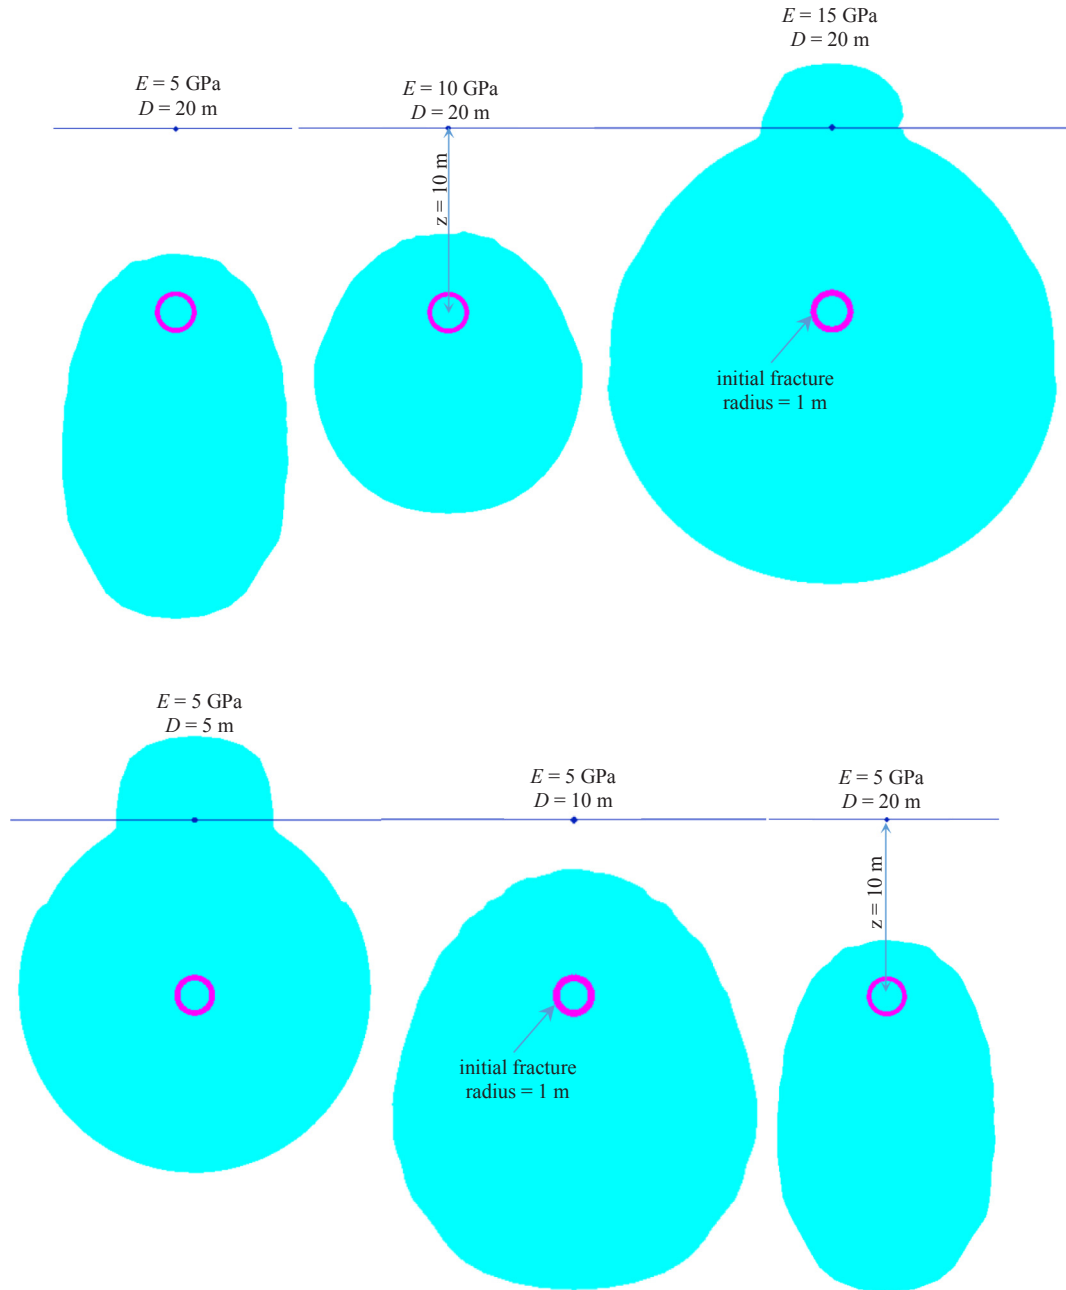 E = 15 GPa
D = 20 m
E = 5 GPa
D = 20 m
E = 10 GPa
D = 20 m
z = 10 m
initial fracture
radius = 1 m
E = 5 GPa
D = 5 m
E = 5 GPa
D = 10 m
E = 5 GPa
D = 20 m
z = 10 m
initial fracture
radius = 1 m